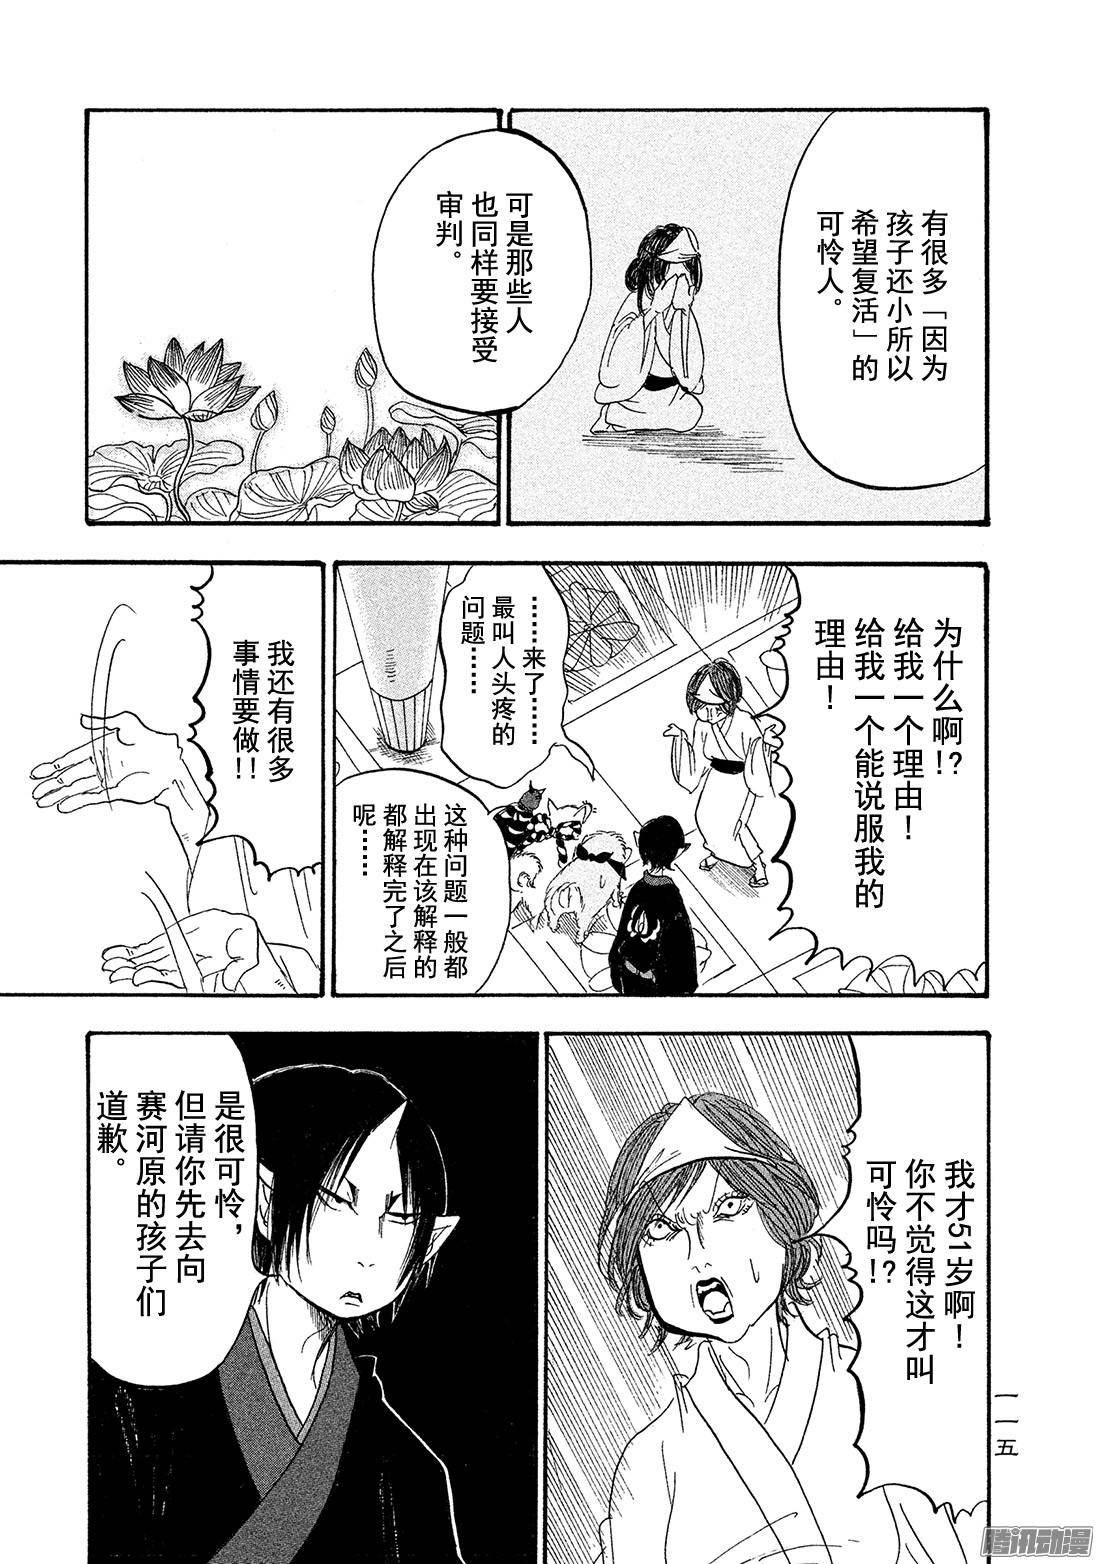 有很多「因为
孩子还小所以
希望复活」的
可怜人。
可是那些人
也同样要接受
审判。
为什么啊!?
给我一个理由！
给我一个能说服我的
理由！
……来了……
最叫人头疼的
问题……
这种问题一般都
出现在该解释的
都解释完了之后
呢……
我还有很多
事情要做!!
我才51岁啊！
你不觉得这才叫
可怜吗!?
是很可怜，
但请你先去向
赛河原的孩子们
道歉。
一一五
腾讯动漫